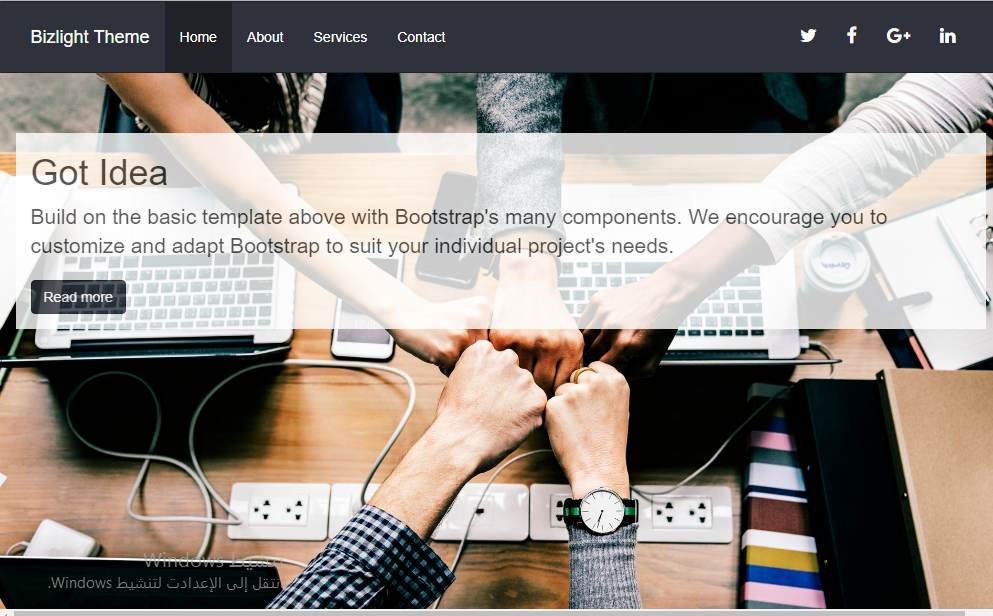 Bizlight Theme Home About Services Contact
Got Idea
Build on the basic template above with Bootstrap's many components. We encourage you to
customize and adapt Bootstrap to suit your individual project's needs.
Read more
تنشيط Windows
انتقل إلى الإعدادت لتنشيط Windows.